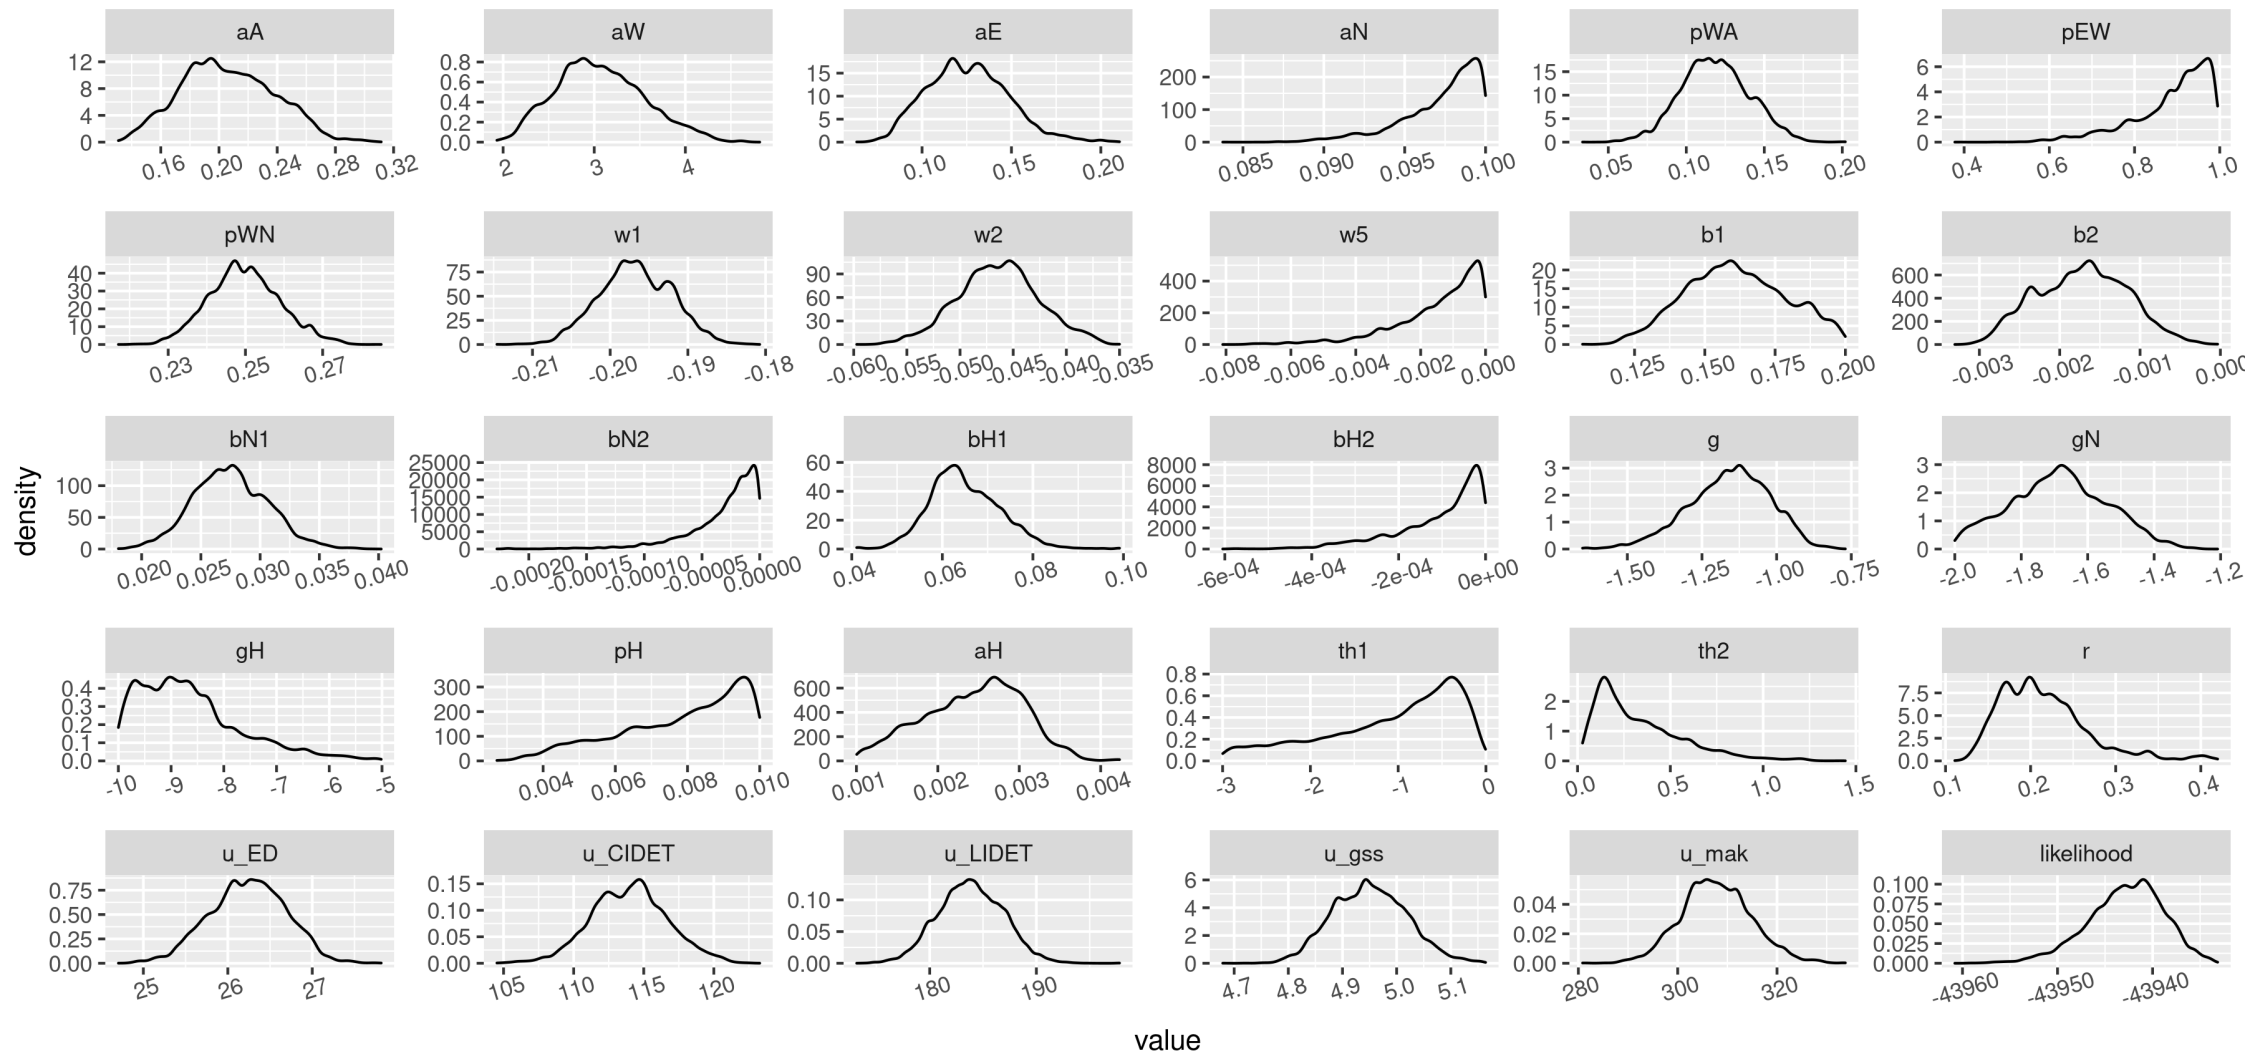 aA aW aE aN pWA pEW
12 8 4 0
0.16 0.20 0.24 0.28 0.32
0.8 0.6 0.4 0.2 0.0
2 3 4
15 10 5 0
0.10 0.15 0.20
200 100 0
0.085 0.090 0.095 0.100
15 10 5 0
0.05 0.10 0.15 0.20
6 4 2 0
0.4 0.6 0.8 1.0
pWN w1 w2 w5 b1 b2
40 30 20 10 0
0.23 0.25 0.27
75 50 25 0
-0.21 -0.20 -0.19 -0.18
90 60 30 0
-0.060 -0.055 -0.050 -0.045 -0.040 -0.035
400 200 0
-0.008 -0.006 -0.004 -0.002 0.000
20 15 10 5 0
0.125 0.150 0.175 0.200
600 400 200 0
-0.003 -0.002 -0.001 0.000
density
bN1 bN2 bH1 bH2 g gN
100 50 0
0.020 0.025 0.030 0.035 0.040
25000 20000 15000 10000 5000 0
-0.00020 -0.00015 -0.00010 -0.00005 0.00000
60 40 20 0
0.04 0.06 0.08 0.10
8000 6000 4000 2000 0
-6e-04 -4e-04 -2e-04 0e+00
3 2 1 0
-1.50 -1.25 -1.00 -0.75
3 2 1 0
-2.0 -1.8 -1.6 -1.4 -1.2
gH pH aH th1 th2 r
0.4 0.3 0.2 0.1 0.0
-10 -9 -8 -7 -6 -5
300 200 100 0
0.004 0.006 0.008 0.010
600 400 200 0
0.001 0.002 0.003 0.004
0.8 0.6 0.4 0.2 0.0
-3 -2 -1 0
2 1 0
0.0 0.5 1.0 1.5
7.5 5.0 2.5 0.0
0.1 0.2 0.3 0.4
u_ED u_CIDET u_LIDET u_gss u_mak likelihood
0.75 0.50 0.25 0.00
25 26 27
0.15 0.10 0.05 0.00
105 110 115 120
0.10 0.05 0.00
180 190
6 4 2 0
4.7 4.8 4.9 5.0 5.1
0.04 0.02 0.00
280 300 320
0.100 0.075 0.050 0.025 0.000
-43960 -43950 -43940
value